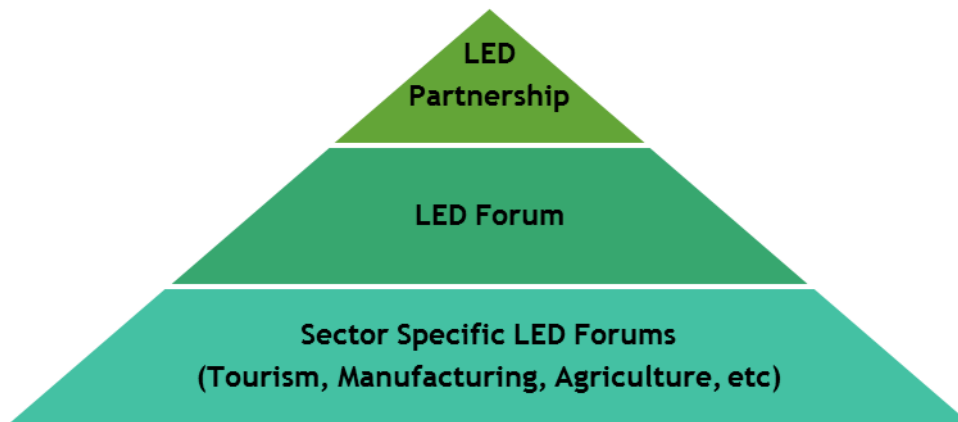 LED
Partnership
LED Forum
Sector Specific LED Forums
(Tourism, Manufacturing, Agriculture, etc)